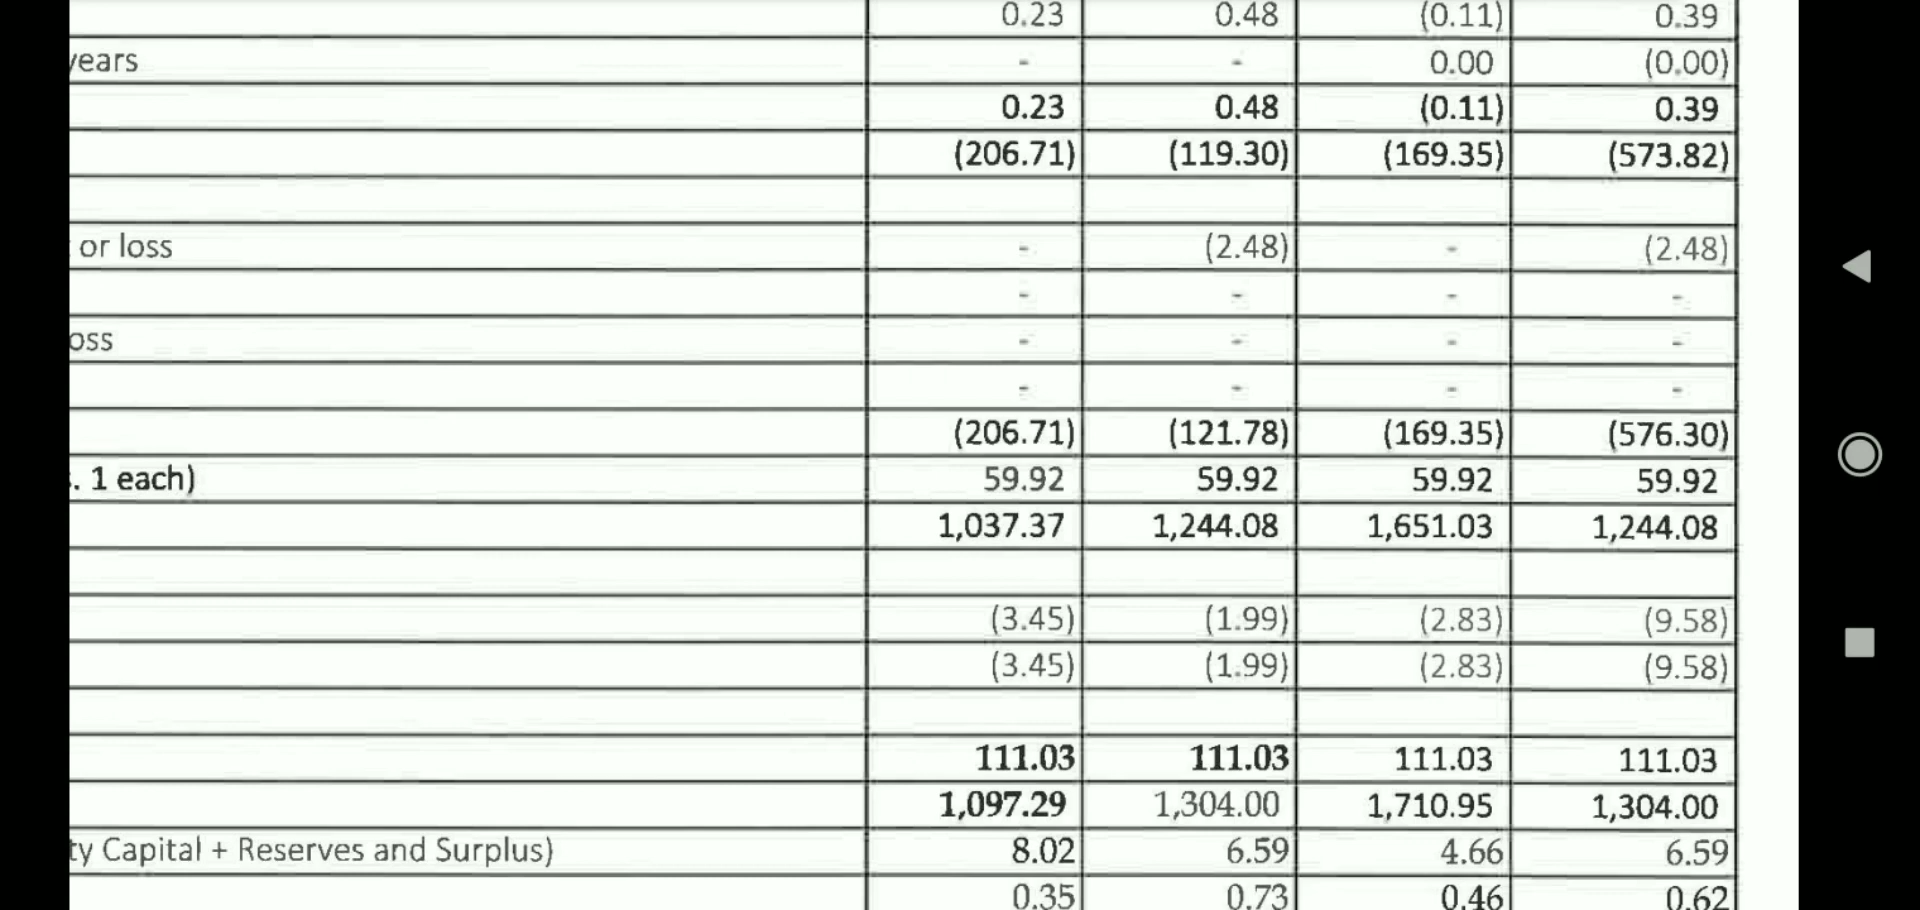 0.23 0.48 (0.11) 0.39
years - - 0.00 (0.00)
0.23 0.48 (0.11) 0.39
(206.71) (119.30) (169.35) (573.82)
or loss - (2.48) - (2.48)
- - - -
oss - - - -
- - - -
(206.71) (121.78) (169.35) (576.30)
. 1 each) 59.92 59.92 59.92 59.92
1,037.37 1,244.08 1,651.03 1,244.08
(3.45) (1.99) (2.83) (9.58)
(3.45) (1.99) (2.83) (9.58)
111.03 111.03 111.03 111.03
1,097.29 1,304.00 1,710.95 1,304.00
ty Capital + Reserves and Surplus) 8.02 6.59 4.66 6.59
0.35 0.73 0.46 0.62